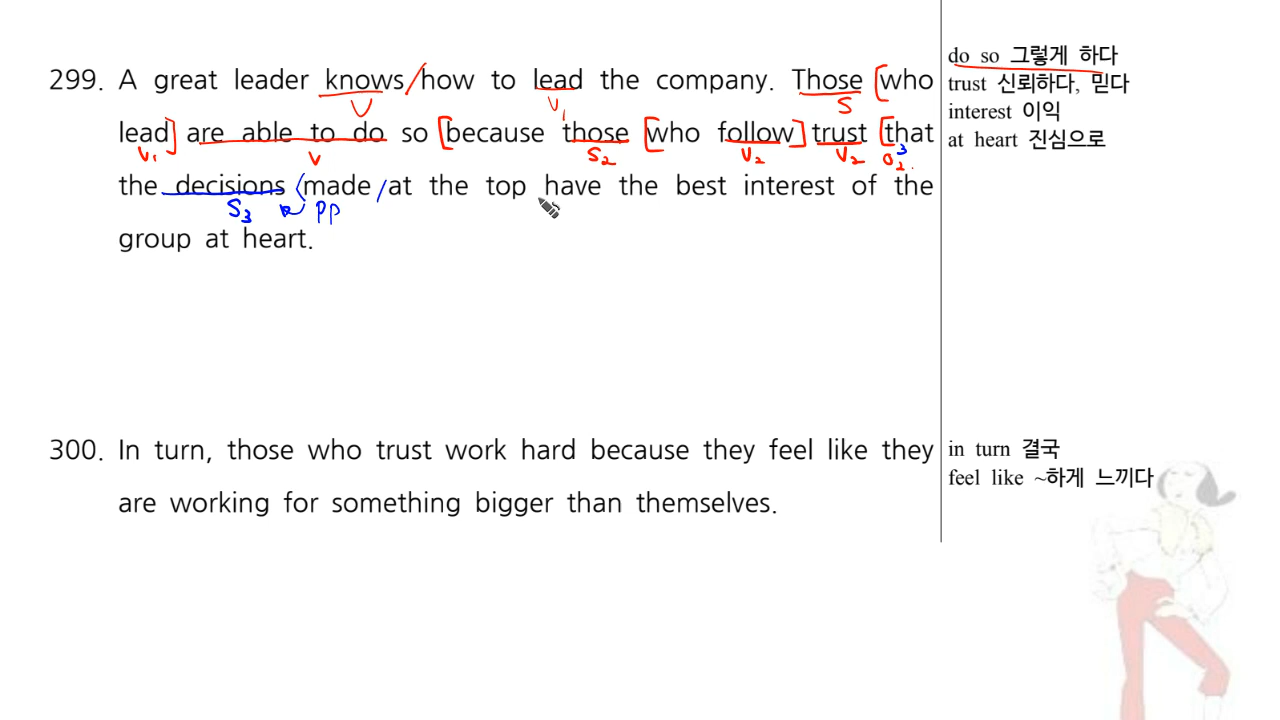 299. A great leader knows/how to lead the company. Those [who
V V₁ S
lead] are able to do so [because those [who follow] trust [that
V₁ V S₂ V₂ V₂ O₂ 3
the decisions made / at the top have the best interest of the
S₃ pp
group at heart.
do so 그렇게 하다
trust 신뢰하다, 믿다
interest 이익
at heart 진심으로
300. In turn, those who trust work hard because they feel like they
are working for something bigger than themselves.
in turn 결국
feel like ~하게 느끼다